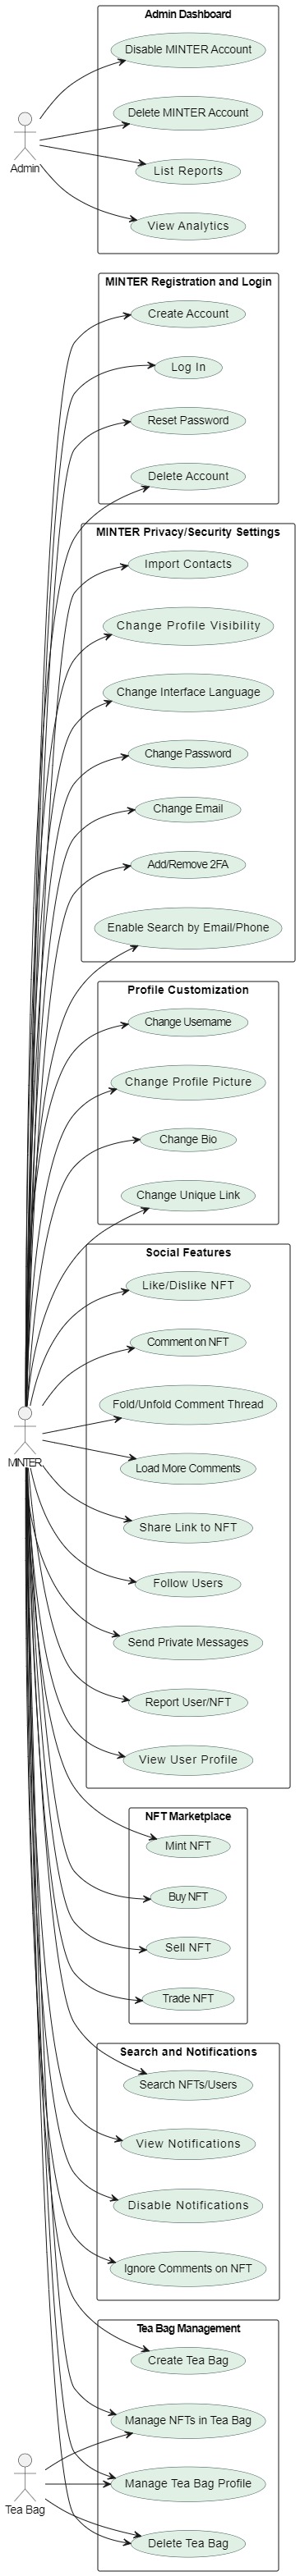 Admin Dashboard
Disable MINTER Account
Delete MINTER Account
List Reports
View Analytics
Admin
MINTER Registration and Login
Create Account
Log In
Reset Password
Delete Account
MINTER Privacy/Security Settings
Import Contacts
Change Profile Visibility
Change Interface Language
Change Password
Change Email
Add/Remove 2FA
Enable Search by Email/Phone
Profile Customization
Change Username
Change Profile Picture
Change Bio
Change Unique Link
Social Features
Like/Dislike NFT
Comment on NFT
Fold/Unfold Comment Thread
MINTER
Load More Comments
Share Link to NFT
Follow Users
Send Private Messages
Report User/NFT
View User Profile
NFT Marketplace
Mint NFT
Buy NFT
Sell NFT
Trade NFT
Search and Notifications
Search NFTs/Users
View Notifications
Disable Notifications
Ignore Comments on NFT
Tea Bag Management
Create Tea Bag
Manage NFTs in Tea Bag
Manage Tea Bag Profile
Tea Bag
Delete Tea Bag